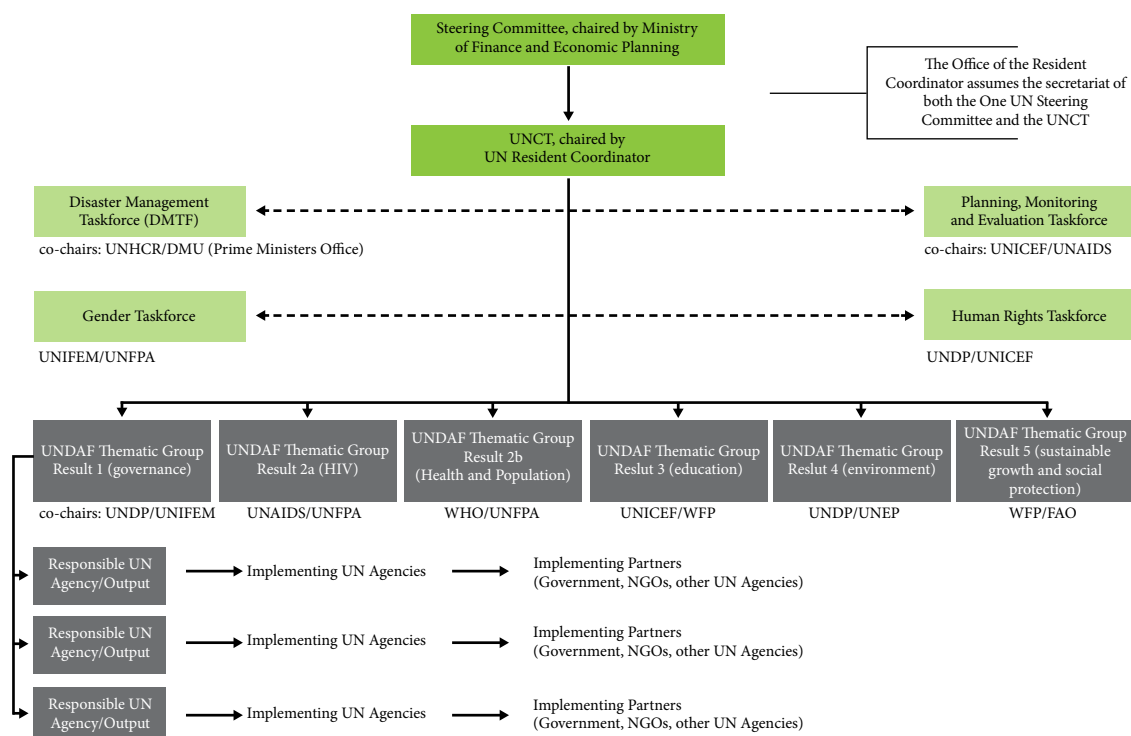 Steering Committee, chaired by Ministry
of Finance and Economic Planning
The Office of the Resident
Coordinator assumes the secretariat of
both the One UN Steering
Committee and the UNCT
UNCT, chaired by
UN Resident Coordinator
Disaster Management
Taskforce (DMTF)
co-chairs: UNHCR/DMU (Prime Ministers Office)
Planning, Monitoring
and Evaluation Taskforce
co-chairs: UNICEF/UNAIDS
Gender Taskforce
UNIFEM/UNFPA
Human Rights Taskforce
UNDP/UNICEF
UNDAF Thematic Group
Result 1 (governance)
co-chairs: UNDP/UNIFEM
UNDAF Thematic Group
Result 2a (HIV)
UNAIDS/UNFPA
UNDAF Thematic Group
Result 2b
(Health and Population)
WHO/UNFPA
UNDAF Thematic Group
Reslut 3 (education)
UNICEF/WFP
UNDAF Thematic Group
Reslut 4 (environment)
UNDP/UNEP
UNDAF Thematic Group
Result 5 (sustainable
growth and social
protection)
WFP/FAO
Responsible UN
Agency/Output
Implementing UN Agencies
Implementing Partners
(Government, NGOs, other UN Agencies)
Responsible UN
Agency/Output
Implementing UN Agencies
Implementing Partners
(Government, NGOs, other UN Agencies)
Responsible UN
Agency/Output
Implementing UN Agencies
Implementing Partners
(Government, NGOs, other UN Agencies)